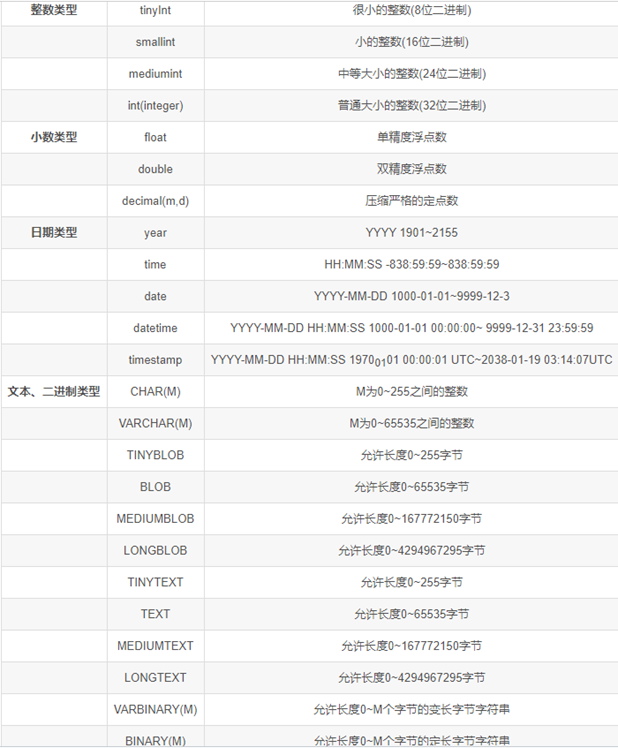 整数类型 tinyInt 很小的整数(8位二进制)
smallint 小的整数(16位二进制)
mediumint 中等大小的整数(24位二进制)
int(integer) 普通大小的整数(32位二进制)
小数类型 float 单精度浮点数
double 双精度浮点数
decimal(m,d) 压缩严格的定点数
日期类型 year YYYY 1901~2155
time HH:MM:SS -838:59:59~838:59:59
date YYYY-MM-DD 1000-01-01~9999-12-3
datetime YYYY-MM-DD HH:MM:SS 1000-01-01 00:00:00~ 9999-12-31 23:59:59
timestamp YYYY-MM-DD HH:MM:SS 19700101 00:00:01 UTC~2038-01-19 03:14:07UTC
文本、二进制类型 CHAR(M) M为0~255之间的整数
VARCHAR(M) M为0~65535之间的整数
TINYBLOB 允许长度0~255字节
BLOB 允许长度0~65535字节
MEDIUMBLOB 允许长度0~167772150字节
LONGBLOB 允许长度0~4294967295字节
TINYTEXT 允许长度0~255字节
TEXT 允许长度0~65535字节
MEDIUMTEXT 允许长度0~167772150字节
LONGTEXT 允许长度0~4294967295字节
VARBINARY(M) 允许长度0~M个字节的变长字节字符串
BINARY(M) 允许长度0~M个字节的定长字节字符串